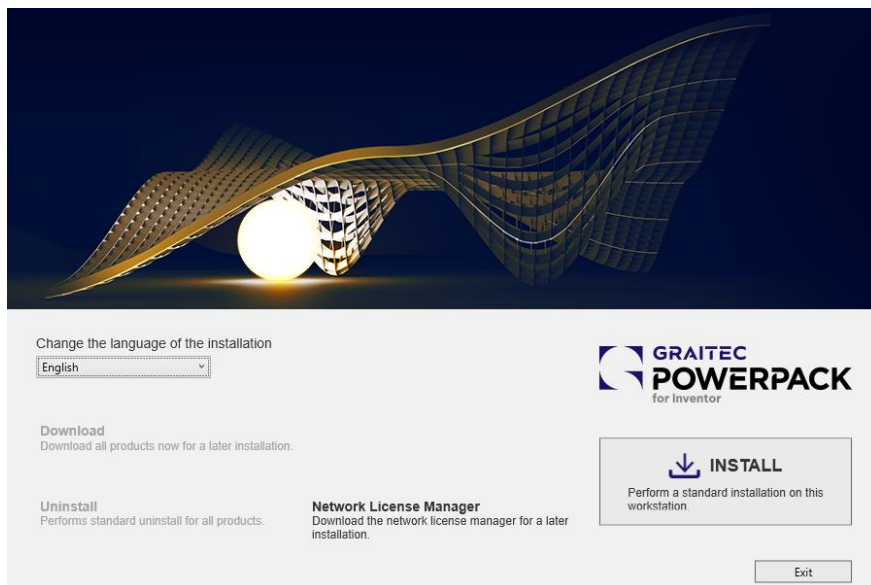 Change the language of the installation
English
GRAITEC
POWERPACK
for Inventor
Download
Download all products now for a later installation.
INSTALL
Perform a standard installation on this
workstation.
Uninstall
Performs standard uninstall for all products.
Network License Manager
Download the network license manager for a later
installation.
Exit